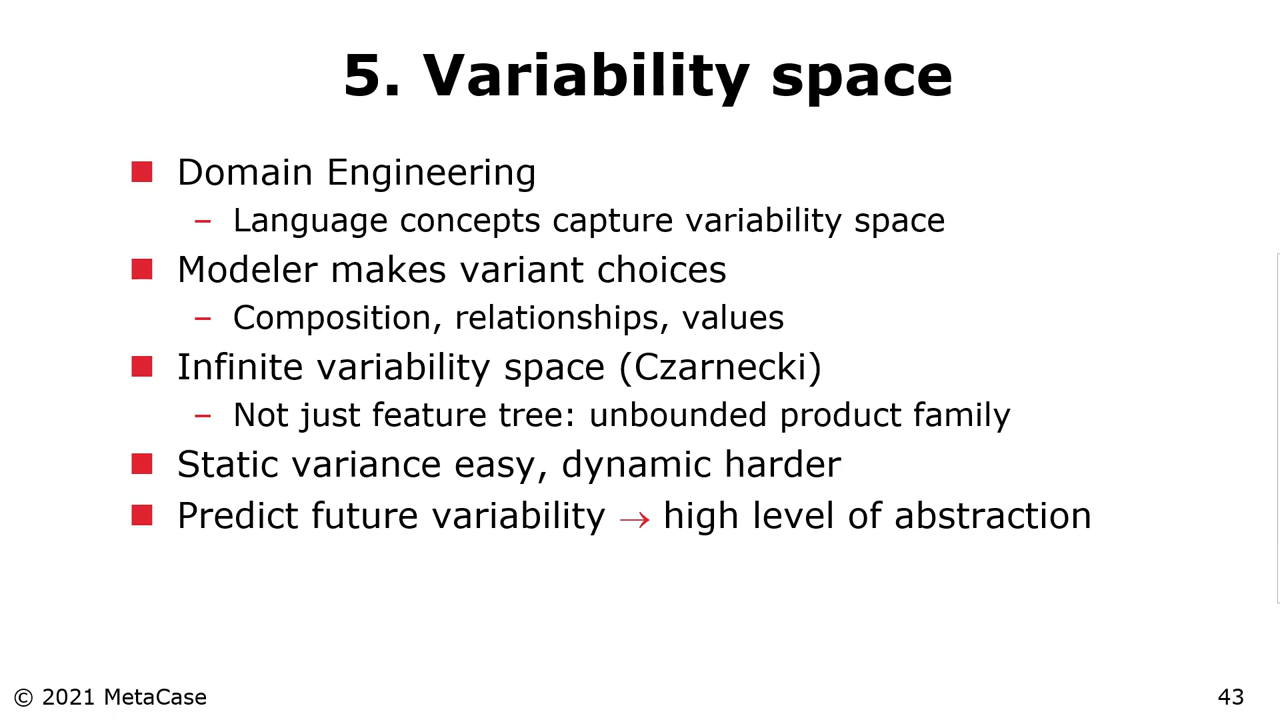 5. Variability space
■ Domain Engineering
– Language concepts capture variability space
■ Modeler makes variant choices
– Composition, relationships, values
■ Infinite variability space (Czarnecki)
– Not just feature tree: unbounded product family
■ Static variance easy, dynamic harder
■ Predict future variability → high level of abstraction
© 2021 MetaCase
43